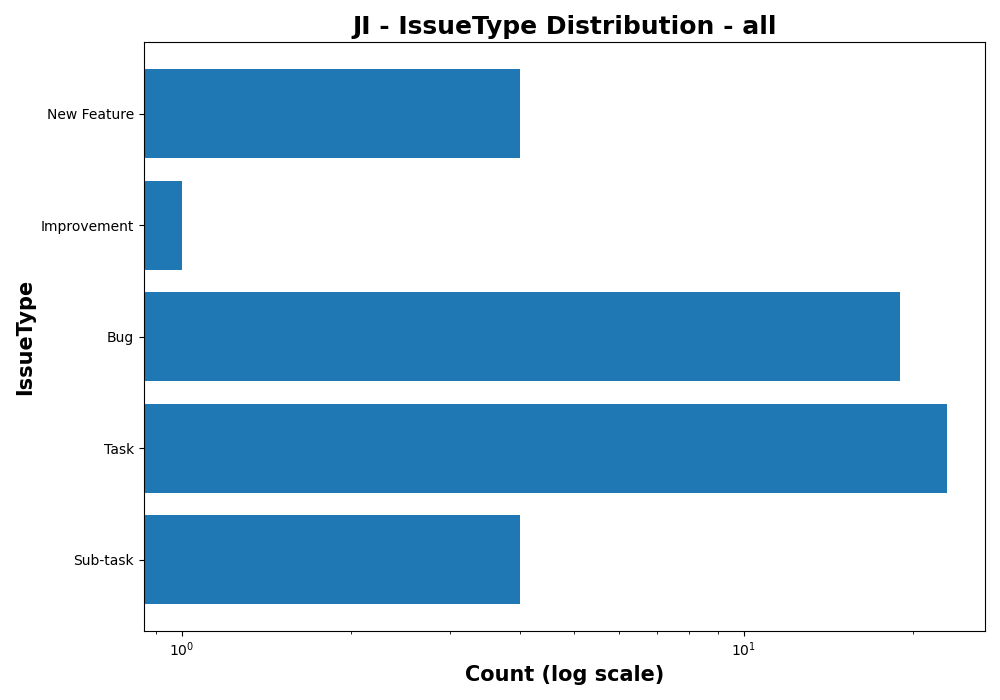 JI - IssueType Distribution - all
New Feature
Improvement
Bug
Task
Sub-task
IssueType
10⁰ 10¹
Count (log scale)